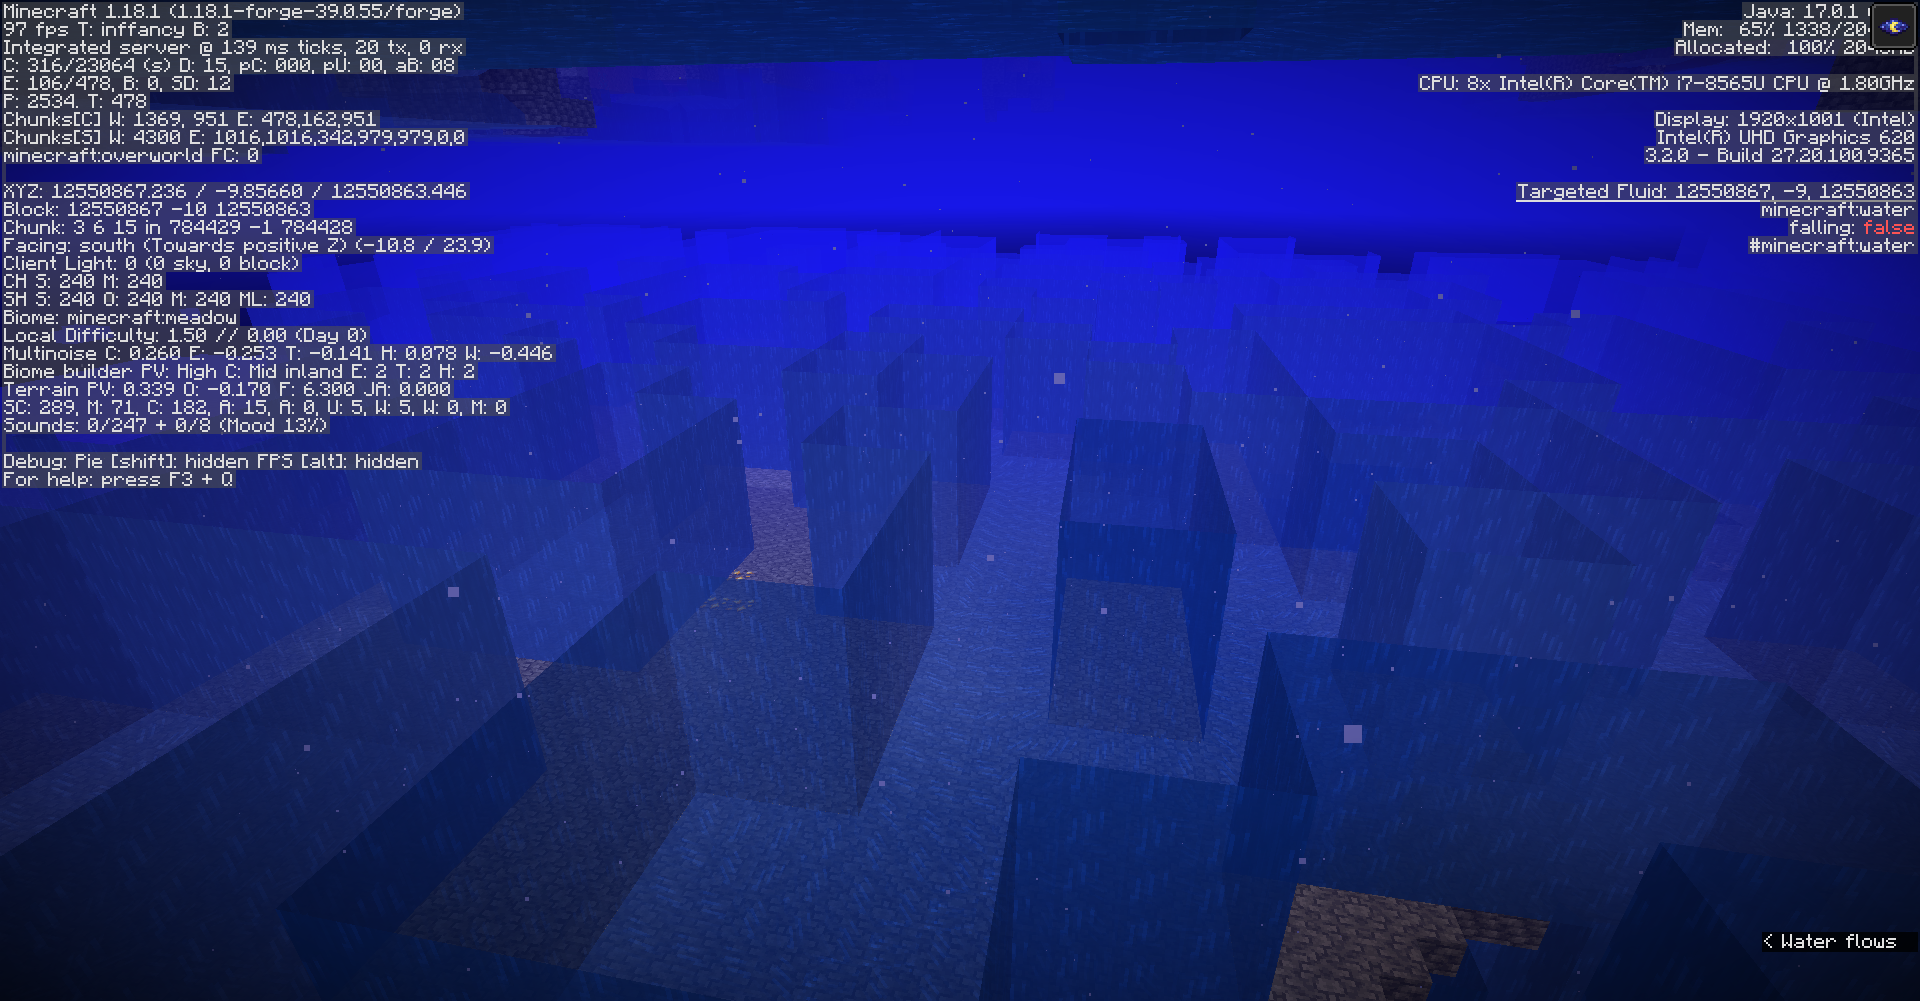 Minecraft 1.18.1 (1.18.1-forge-39.0.55/forge)
97 fps T: inffancy B: 2
Integrated server @ 139 ms ticks, 20 tx, 0 rx
C: 316/23064 (s) D: 15, pC: 000, pU: 00, aB: 08
E: 106/478, B: 0, SD: 12
P: 2534. T: 478
Chunks[C] W: 1369, 951 E: 478,162,951
Chunks[S] W: 4300 E: 1016,1016,342,979,979,0,0
minecraft:overworld FC: 0
XYZ: 12550867.236 / -9.85660 / 12550863.446
Block: 12550867 -10 12550863
Chunk: 3 6 15 in 784429 -1 784428
Facing: south (Towards positive Z) (-10.8 / 23.9)
Client Light: 0 (0 sky, 0 block)
CH S: 240 M: 240
SH S: 240 O: 240 M: 240 ML: 240
Biome: minecraft:meadow
Local Difficulty: 1.50 // 0.00 (Day 0)
Multinoise C: 0.260 E: -0.253 T: -0.141 H: 0.078 W: -0.446
Biome builder PV: High C: Mid inland E: 2 T: 2 H: 2
Terrain PV: 0.339 O: -0.170 F: 6.300 JA: 0.000
SC: 289, M: 71, C: 182, A: 15, A: 0, U: 5, W: 5, W: 0, M: 0
Sounds: 0/247 + 0/8 (Mood 13%)
Debug: Pie [shift]: hidden FPS [alt]: hidden
For help: press F3 + Q
Java: 17.0.1
Mem: 65% 1338/20
Allocated: 100% 204
CPU: 8x Intel(R) Core(TM) i7-8565U CPU @ 1.80GHz
Display: 1920x1001 (Intel)
Intel(R) UHD Graphics 620
3.2.0 - Build 27.20.100.9365
Targeted Fluid: 12550867, -9, 12550863
minecraft:water
falling: false
#minecraft:water
< Water flows